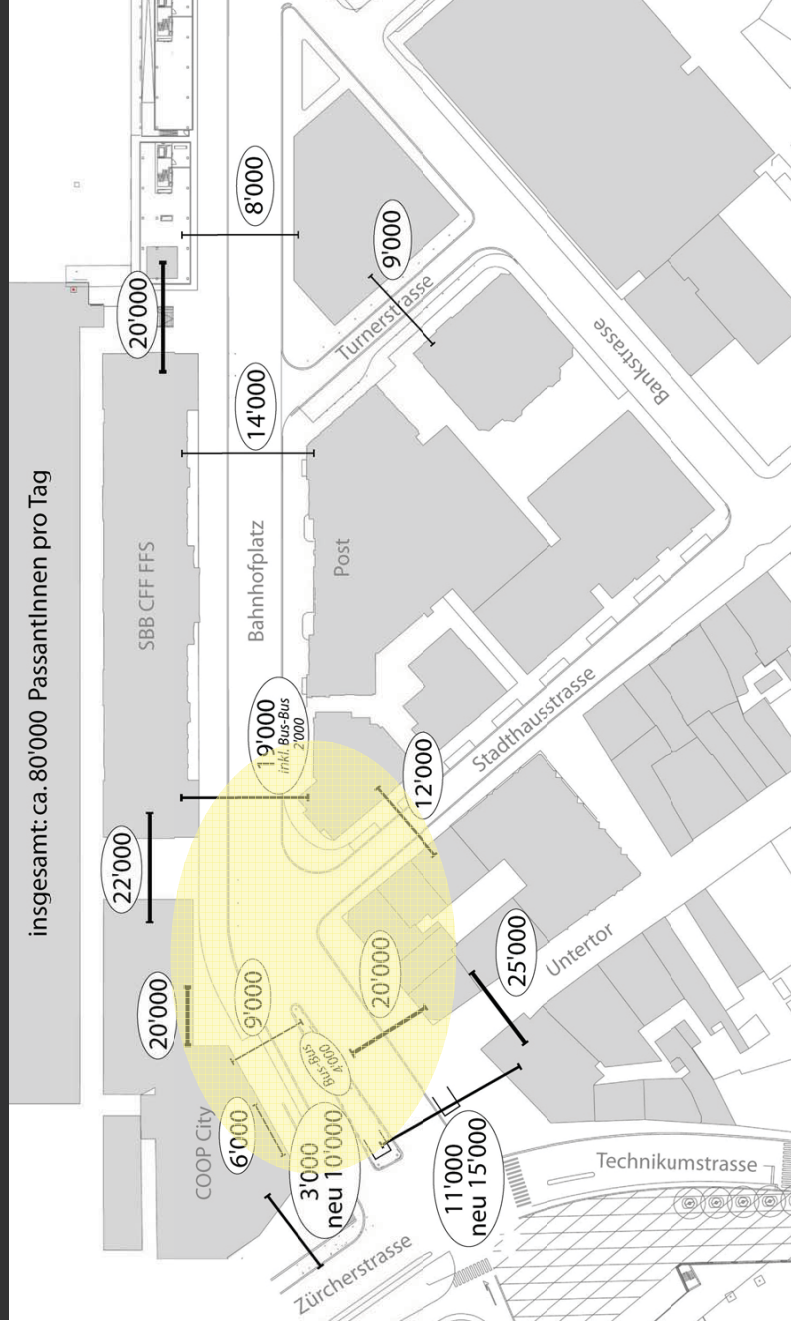 insgesamt: ca. 80'000 PassantInnen pro Tag
20'000
8'000
9'000
Turnerstrasse
Bankstrasse
14'000
SBB CFF FFS
Bahnhofplatz
Post
19'000
inkl. Bus-Bus
2'000
Stadthausstrasse
12'000
22'000
20'000
9'000
Bus-Bus
4'000
20'000
25'000
Untertor
COOP City
6'000
3'000
neu 10'000
11'000
neu 15'000
Technikumstrasse
Zürcherstrasse